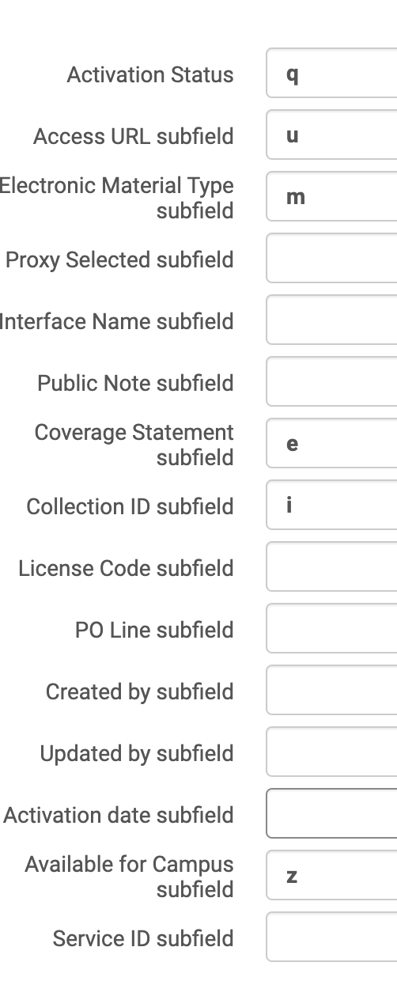 Activation Status q
Access URL subfield u
Electronic Material Type
subfield m
Proxy Selected subfield
Interface Name subfield
Public Note subfield
Coverage Statement
subfield e
Collection ID subfield i
License Code subfield
PO Line subfield
Created by subfield
Updated by subfield
Activation date subfield
Available for Campus
subfield z
Service ID subfield